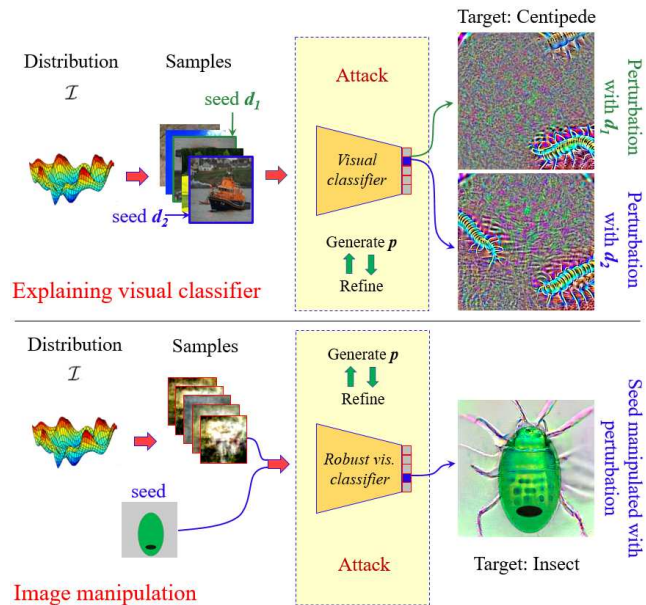 Target: Centipede
Distribution
ℐ
Samples
Attack
seed d1
Visual
classifier
seed d2
Generate p
Refine
Perturbation
with d1
Perturbation
with d2
Explaining visual classifier
Distribution
ℐ
Samples
Generate p
Refine
Robust vis.
classifier
seed
Attack
Seed manipulated with
perturbation
Target: Insect
Image manipulation